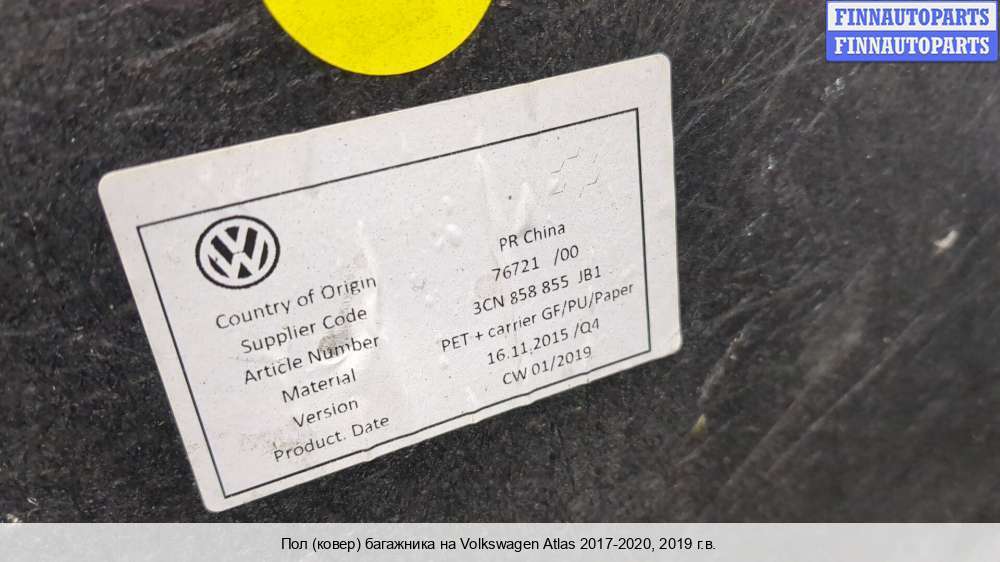 FINNAUTOPARTS
FINNAUTOPARTS
Country of Origin PR China
Supplier Code 76721 /00
Article Number 3CN 858 855 JB1
Material PET + carrier GF/PU/Paper
Version 16.11.2015 /Q4
Product. Date CW 01/2019
Пол (ковер) багажника на Volkswagen Atlas 2017-2020, 2019 г.в.